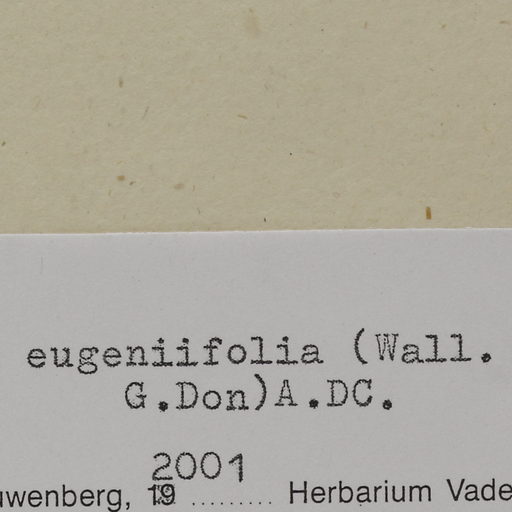 eugeniifolia (Wall.
G.Don)A.DC.
2001
uwenberg, 19 ......... Herbarium Vade